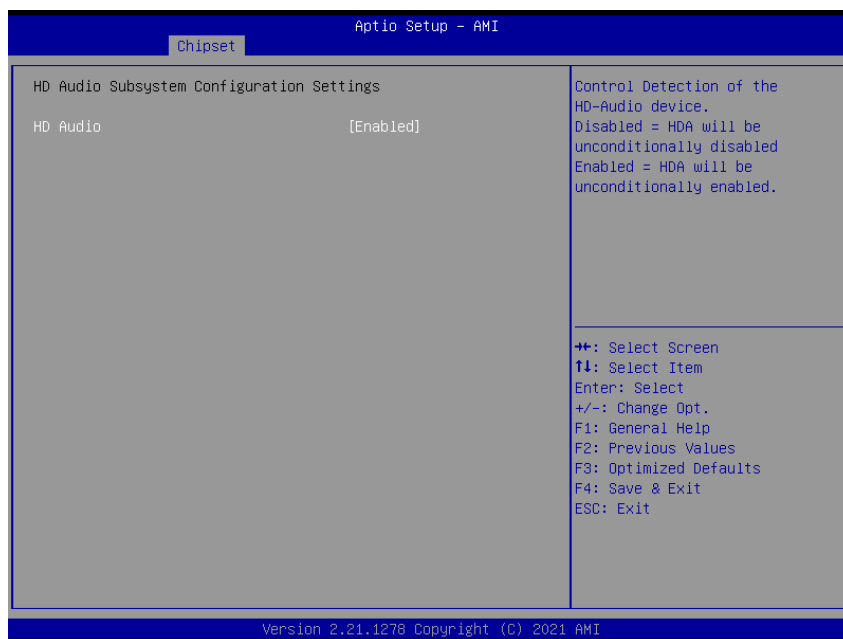 Aptio Setup – AMI
Chipset
HD Audio Subsystem Configuration Settings
HD Audio [Enabled]
Control Detection of the
HD-Audio device.
Disabled = HDA will be
unconditionally disabled
Enabled = HDA will be
unconditionally enabled.
→←: Select Screen
↑↓: Select Item
Enter: Select
+/-: Change Opt.
F1: General Help
F2: Previous Values
F3: Optimized Defaults
F4: Save & Exit
ESC: Exit
Version 2.21.1278 Copyright (C) 2021 AMI